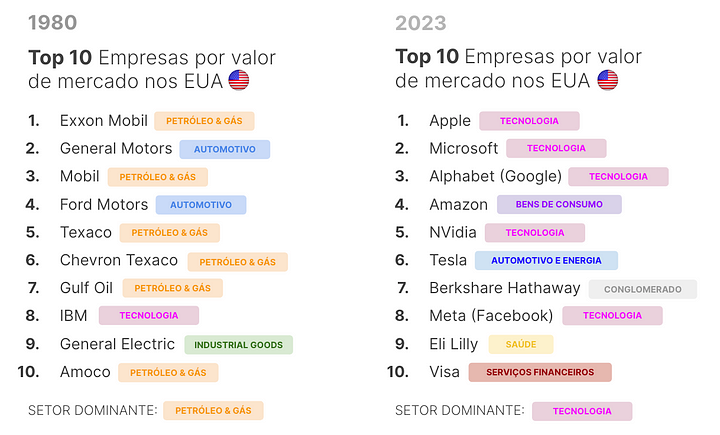 1980
Top 10 Empresas por valor
de mercado nos EUA
1. Exxon Mobil PETRÓLEO & GÁS
2. General Motors AUTOMOTIVO
3. Mobil PETRÓLEO & GÁS
4. Ford Motors AUTOMOTIVO
5. Texaco PETRÓLEO & GÁS
6. Chevron Texaco PETRÓLEO & GÁS
7. Gulf Oil PETRÓLEO & GÁS
8. IBM TECNOLOGIA
9. General Electric INDUSTRIAL GOODS
10. Amoco PETRÓLEO & GÁS
SETOR DOMINANTE: PETRÓLEO & GÁS
2023
Top 10 Empresas por valor
de mercado nos EUA
1. Apple TECNOLOGIA
2. Microsoft TECNOLOGIA
3. Alphabet (Google) TECNOLOGIA
4. Amazon BENS DE CONSUMO
5. NVidia TECNOLOGIA
6. Tesla AUTOMOTIVO E ENERGIA
7. Berkshare Hathaway CONGLOMERADO
8. Meta (Facebook) TECNOLOGIA
9. Eli Lilly SAÚDE
10. Visa SERVIÇOS FINANCEIROS
SETOR DOMINANTE: TECNOLOGIA